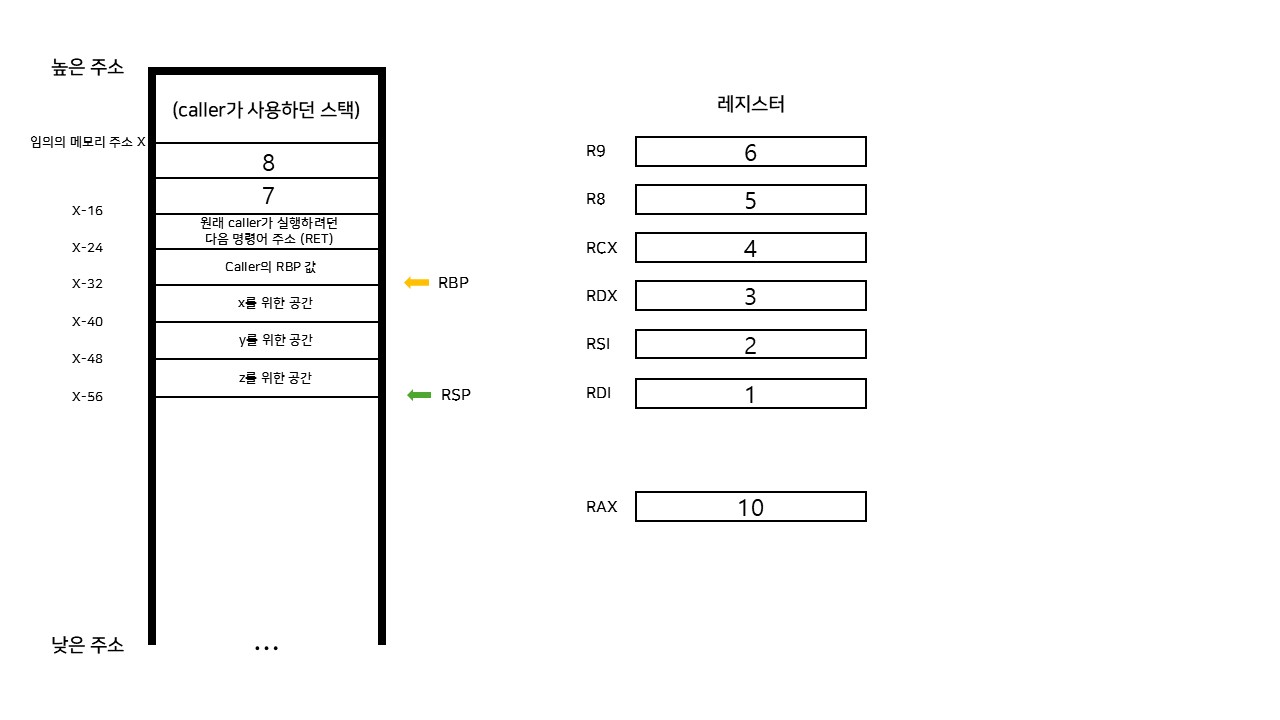 높은 주소
(caller가 사용하던 스택)
임의의 메모리 주소 X
8
7
X-16
원래 caller가 실행하려던
다음 명령어 주소 (RET)
X-24
Caller의 RBP 값
X-32
RBP
x를 위한 공간
X-40
y를 위한 공간
X-48
z를 위한 공간
X-56
RSP
낮은 주소
...
레지스터
R9 6
R8 5
RCX 4
RDX 3
RSI 2
RDI 1
RAX 10